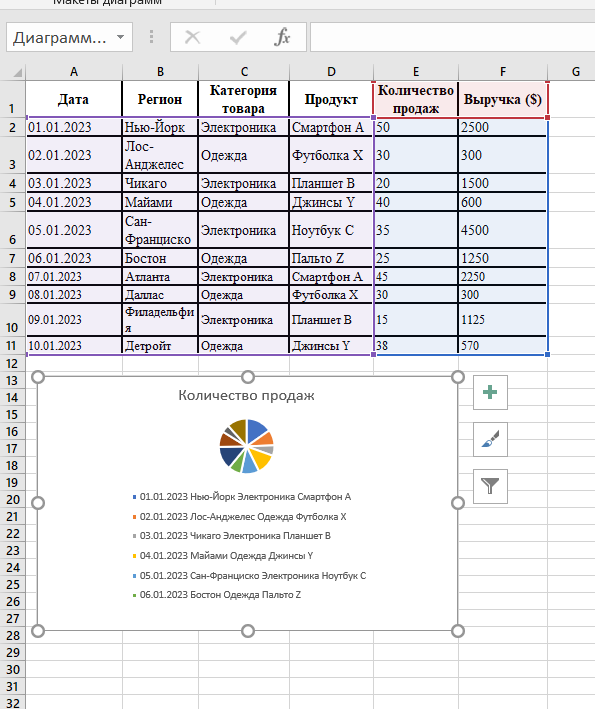 Макеты диаграмм
Диаграмм...
fx
A B C D E F G
1 Дата Регион Категория товара Продукт Количество продаж Выручка ($)
2 01.01.2023 Нью-Йорк Электроника Смартфон A 50 2500
3 02.01.2023 Лос-Анджелес Одежда Футболка X 30 300
4 03.01.2023 Чикаго Электроника Планшет B 20 1500
5 04.01.2023 Майами Одежда Джинсы Y 40 600
6 05.01.2023 Сан-Франциско Электроника Ноутбук C 35 4500
7 06.01.2023 Бостон Одежда Пальто Z 25 1250
8 07.01.2023 Атланта Электроника Смартфон A 45 2250
9 08.01.2023 Даллас Одежда Футболка X 30 300
10 09.01.2023 Филадельфия Электроника Планшет B 15 1125
11 10.01.2023 Детройт Одежда Джинсы Y 38 570
12
13
14
15
16
17
18
19
20
21
22
23
24
25
26
27
28
29
30
31
32
Количество продаж
01.01.2023 Нью-Йорк Электроника Смартфон A
02.01.2023 Лос-Анджелес Одежда Футболка X
03.01.2023 Чикаго Электроника Планшет B
04.01.2023 Майами Одежда Джинсы Y
05.01.2023 Сан-Франциско Электроника Ноутбук C
06.01.2023 Бостон Одежда Пальто Z